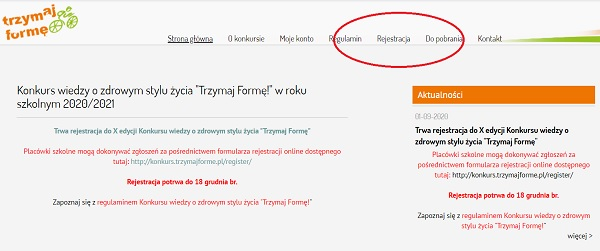 trzymaj
formę
Strona główna O konkursie Moje konto Regulamin Rejestracja Do pobrania Kontakt
Konkurs wiedzy o zdrowym stylu życia "Trzymaj Formę!" w roku
szkolnym 2020/2021
Trwa rejestracja do X edycji Konkursu wiedzy o zdrowym stylu życia "Trzymaj Formę"
Placówki szkolne mogą dokonywać zgłoszeń za pośrednictwem formularza rejestracji online dostępnego
tutaj: http://konkurs.trzymajforme.pl/register/
Rejestracja potrwa do 18 grudnia br.
Zapoznaj się z regulaminem Konkursu wiedzy o zdrowym stylu życia "Trzymaj Formę!"
Aktualności
01-09-2020
Trwa rejestracja do X edycji Konkursu wiedzy o
zdrowym stylu życia "Trzymaj Formę"
Placówki szkolne mogą dokonywać zgłoszeń za
pośrednictwem formularza rejestracji online dostępnego
tutaj: http://konkurs.trzymajforme.pl/register/
Rejestracja potrwa do 18 grudnia br.
Zapoznaj się z regulaminem Konkursu wiedzy o zdrowym
stylu życia "Trzymaj Formę!"
więcej >